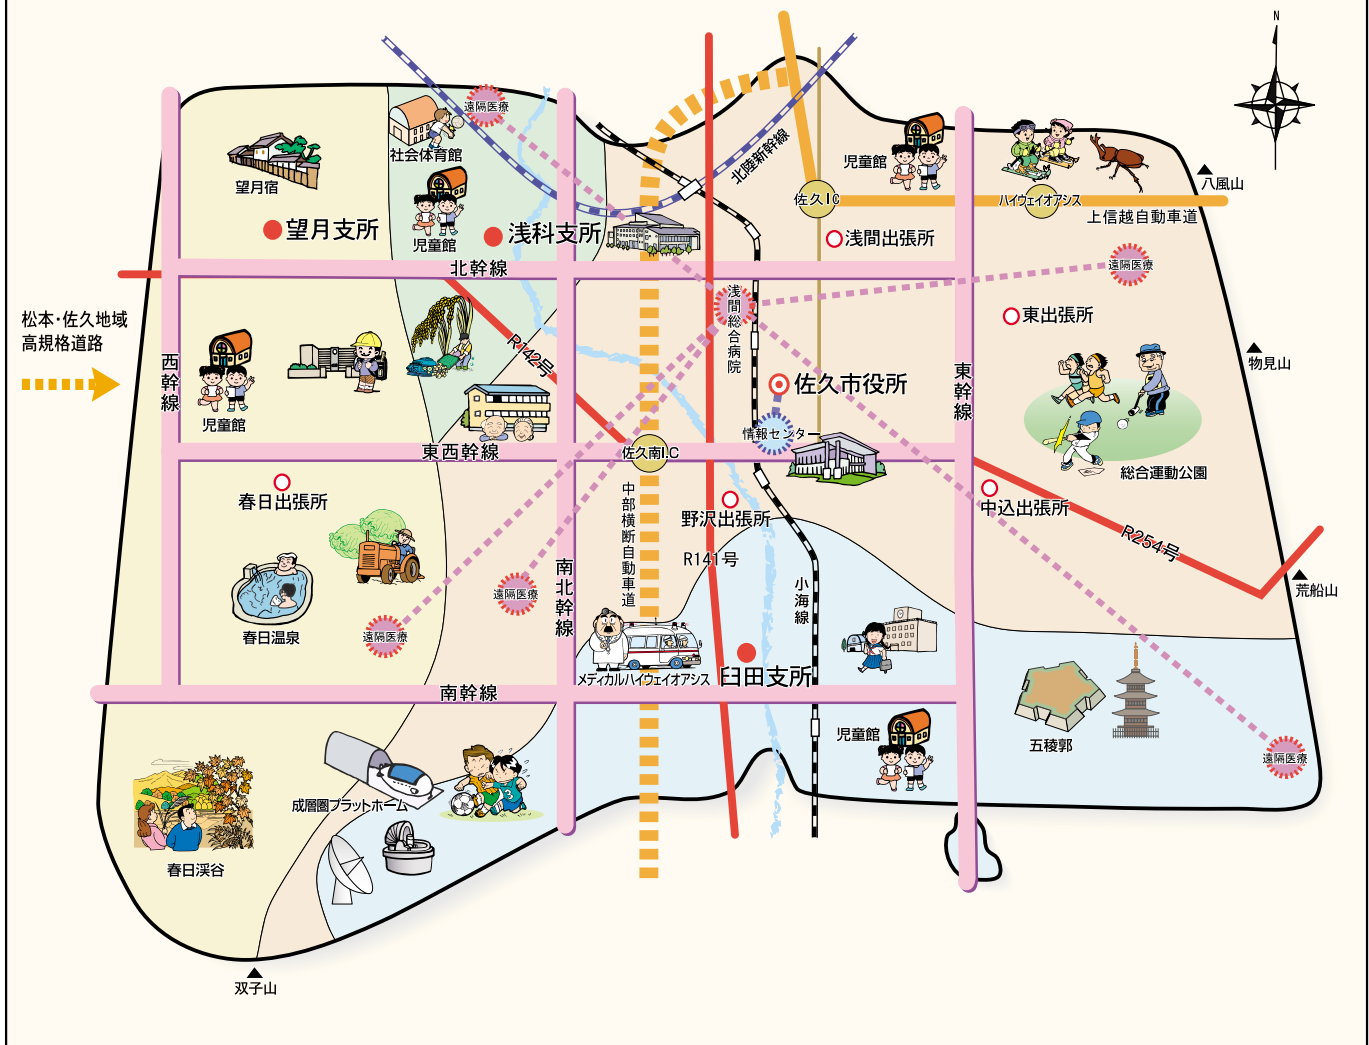 N
遠隔医療
社会体育館
望月宿
児童館
望月支所
浅科支所
北陸新幹線
児童館
佐久IC
ハイウェイオアシス
八風山
上信越自動車道
浅間出張所
北幹線
遠隔医療
松本・佐久地域
高規格道路
西幹線
R142号
浅間総合病院
東出張所
物見山
佐久市役所
東幹線
児童館
情報センター
東西幹線
佐久南I.C
総合運動公園
春日出張所
中部横断自動車道
野沢出張所
中込出張所
R141号
R254号
南北幹線
小海線
荒船山
遠隔医療
春日温泉
遠隔医療
メディカルハイウェイオアシス
臼田支所
南幹線
児童館
五稜郭
遠隔医療
成層圏プラットホーム
3
春日渓谷
双子山